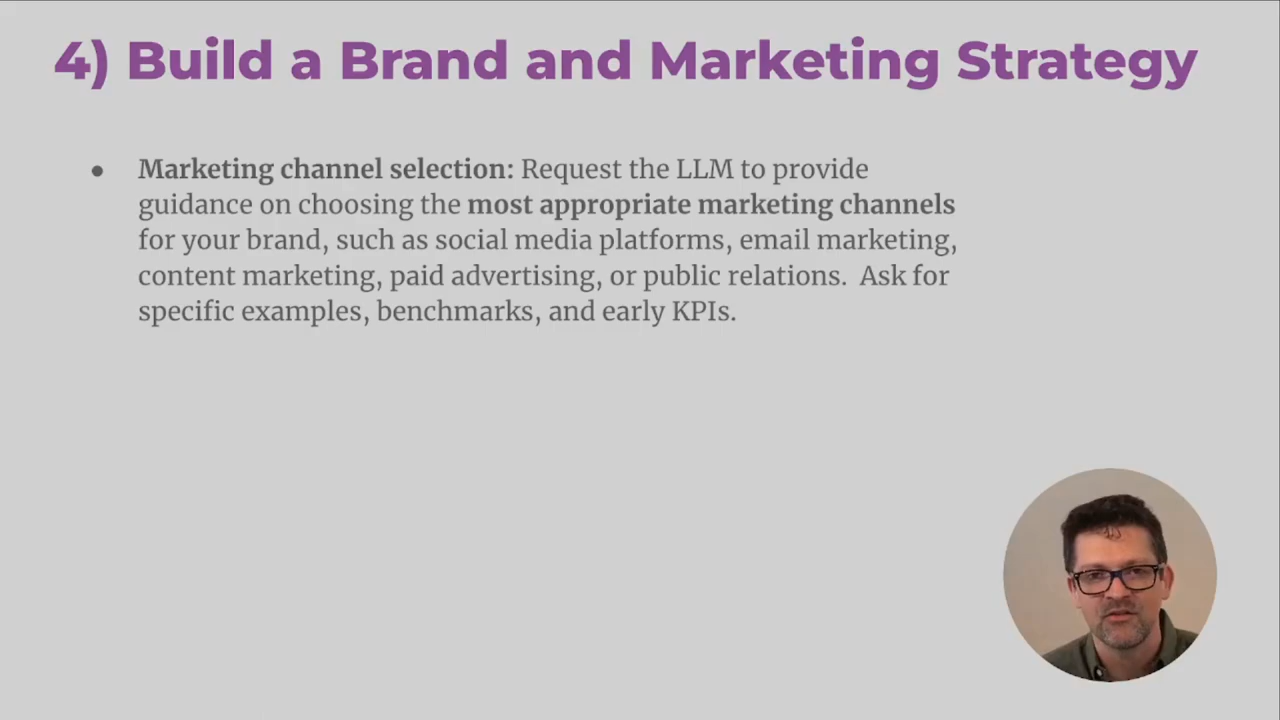 4) Build a Brand and Marketing Strategy
● Marketing channel selection: Request the LLM to provide
guidance on choosing the most appropriate marketing channels
for your brand, such as social media platforms, email marketing,
content marketing, paid advertising, or public relations.  Ask for
specific examples, benchmarks, and early KPIs.